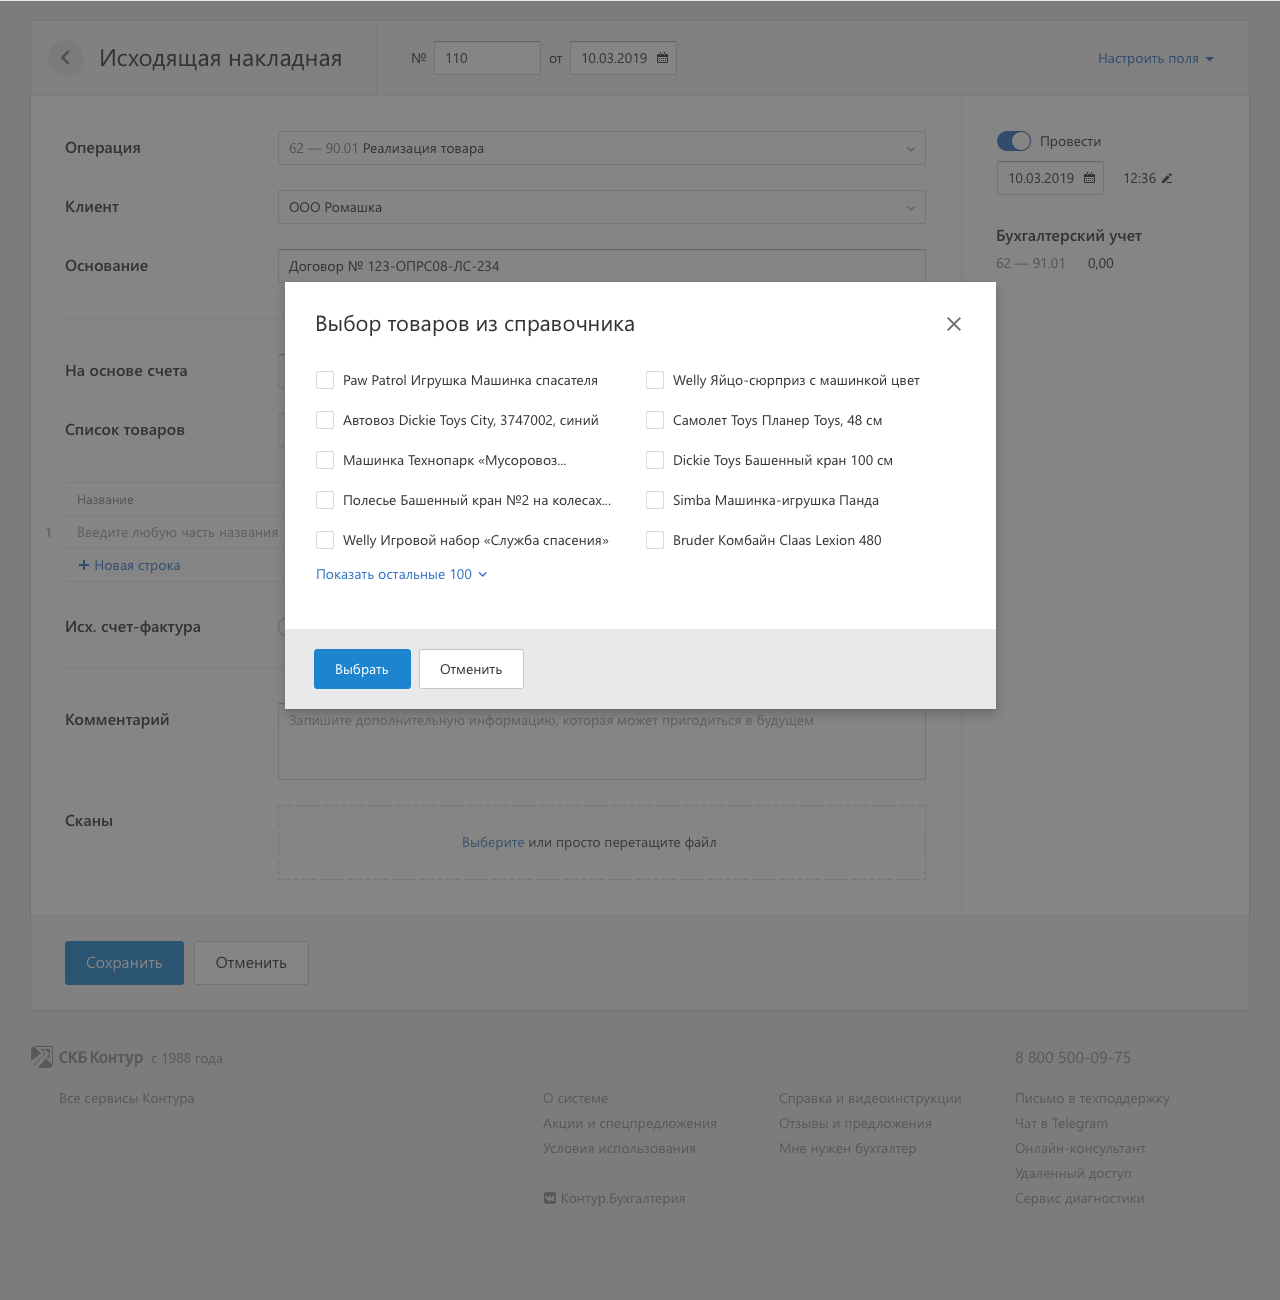 Исходящая накладная
№ 110 от 10.03.2019
Настроить поля
Операция
62 — 90.01 Реализация товара
Клиент
ООО Ромашка
Основание
Договор № 123-ОПРС08-ЛС-234
Провести
10.03.2019 12:36
Бухгалтерский учет
62 — 91.01 0,00
На основе счета
Список товаров
Название
1 Введите любую часть названия
Новая строка
Исх. счет-фактура
Выбор товаров из справочника
Paw Patrol Игрушка Машинка спасателя
Welly Яйцо-сюрприз с машинкой цвет
Автовоз Dickie Toys City, 3747002, синий
Самолет Toys Планер Toys, 48 см
Машинка Технопарк «Мусоровоз...
Dickie Toys Башенный кран 100 см
Полесье Башенный кран №2 на колесах...
Simba Машинка-игрушка Панда
Welly Игровой набор «Служба спасения»
Bruder Комбайн Claas Lexion 480
Показать остальные 100
Выбрать
Отменить
Комментарий
Запишите дополнительную информацию, которая может пригодиться в будущем
Сканы
Выберите или просто перетащите файл
Сохранить
Отменить
СКБ Контур с 1988 года
Все сервисы Контура
О системе
Акции и спецпредложения
Условия использования
Контур.Бухгалтерия
Справка и видеоинструкции
Отзывы и предложения
Мне нужен бухгалтер
8 800 500-09-75
Письмо в техподдержку
Чат в Telegram
Онлайн-консультант
Удаленный доступ
Сервис диагностики